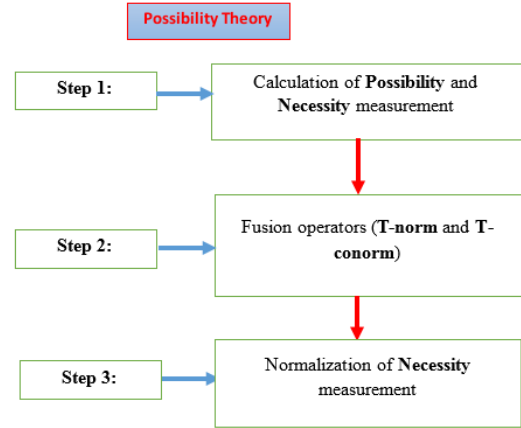 Possibility Theory
Step 1:
Calculation of Possibility and
Necessity measurement
Step 2:
Fusion operators (T-norm and T-
conorm)
Step 3:
Normalization of Necessity
measurement